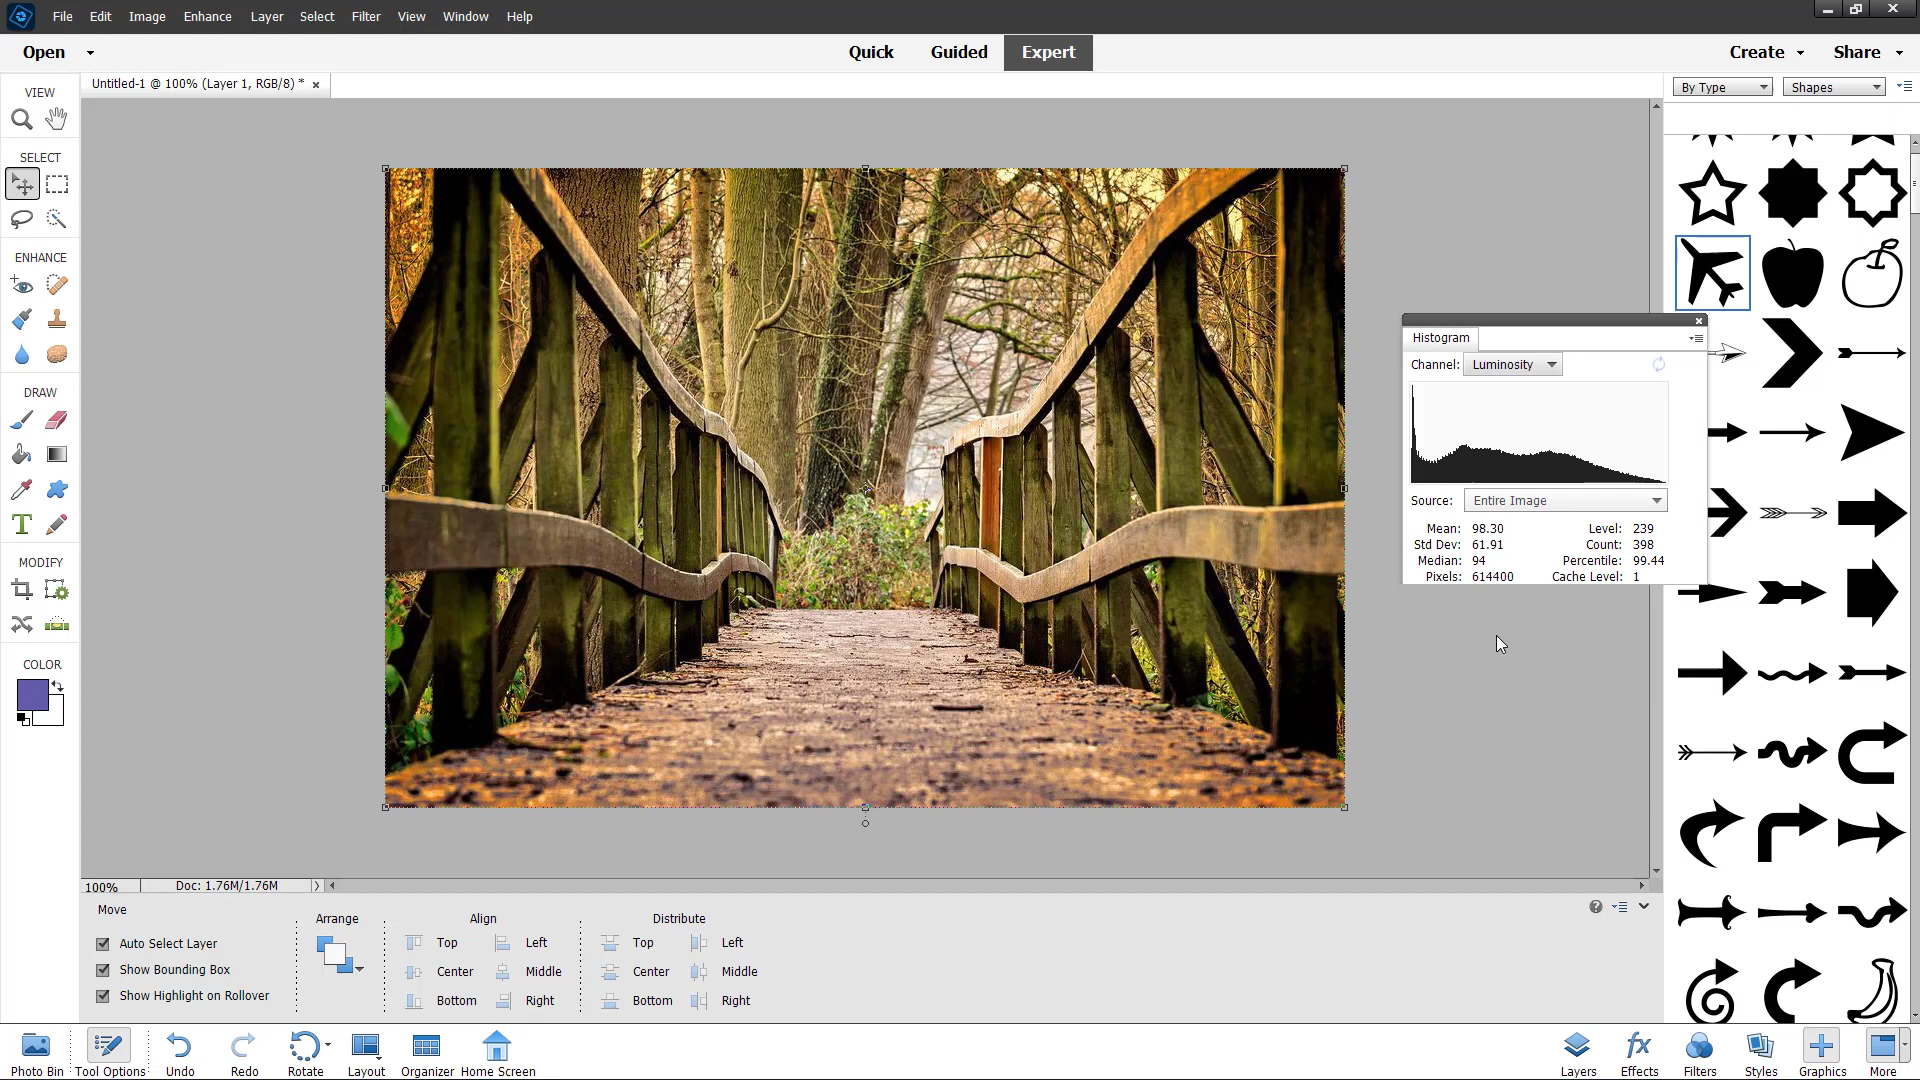 File Edit Image Enhance Layer Select Filter View Window Help
Open Quick Guided Expert Create Share
Untitled-1 @ 100% (Layer 1, RGB/8) *
By Type Shapes
VIEW
SELECT
ENHANCE
DRAW
MODIFY
COLOR
Histogram
Channel: Luminosity
Source: Entire Image
Mean: 98.30 Level: 239
Std Dev: 61.91 Count: 398
Median: 94 Percentile: 99.44
Pixels: 614400 Cache Level: 1
100% Doc: 1.76M/1.76M
Move
Auto Select Layer
Show Bounding Box
Show Highlight on Rollover
Arrange
Align
Top Left
Center Middle
Bottom Right
Distribute
Top Left
Center Middle
Bottom Right
Photo Bin Tool Options Undo Redo Rotate Layout Organizer Home Screen Layers Effects Filters Styles Graphics More